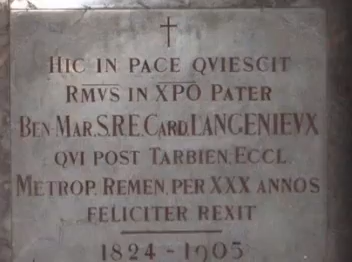 HIC IN PACE QVIESCIT
RMVS IN XPO PATER
BEN-MAR. S.R.E. CARD. LANGENIEVX
QVI POST TARBIEN. ECCL.
METROP. REMEN. PER XXX ANNOS
FELICITER REXIT
1824-1905